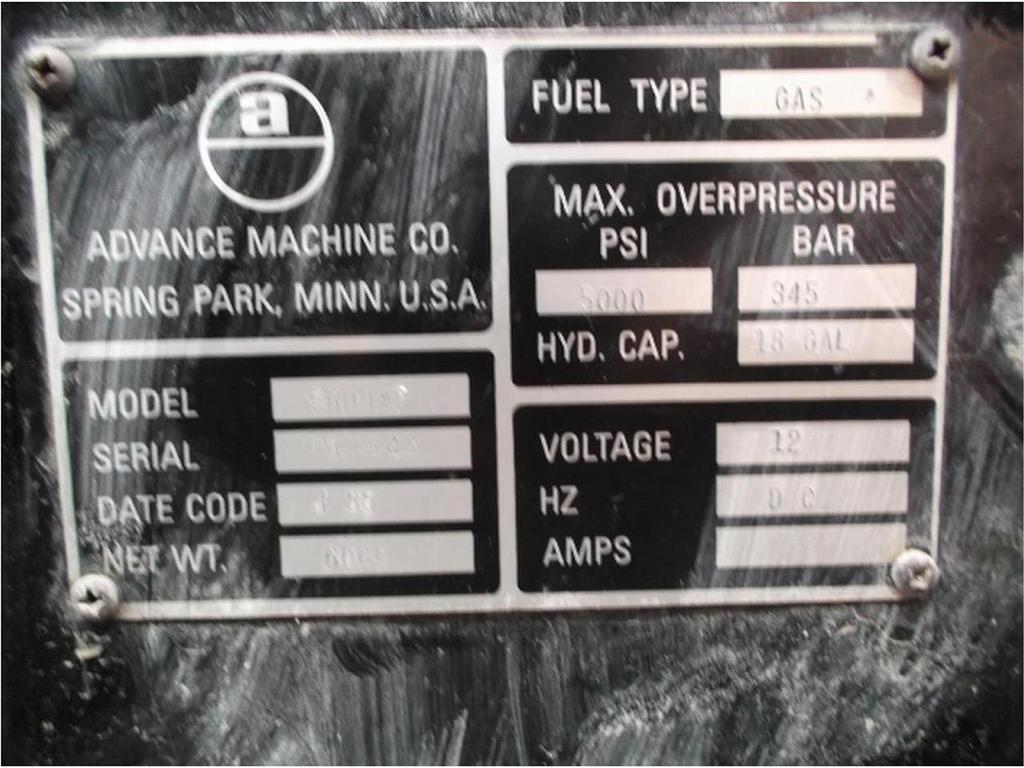 a
ADVANCE MACHINE CO.
SPRING PARK, MINN. U.S.A.
FUEL TYPE GAS
MAX. OVERPRESSURE
PSI BAR
5000 345
HYD. CAP. 18 GAL
MODEL
SERIAL
DATE CODE
NET WT.
VOLTAGE 12
HZ D C
AMPS